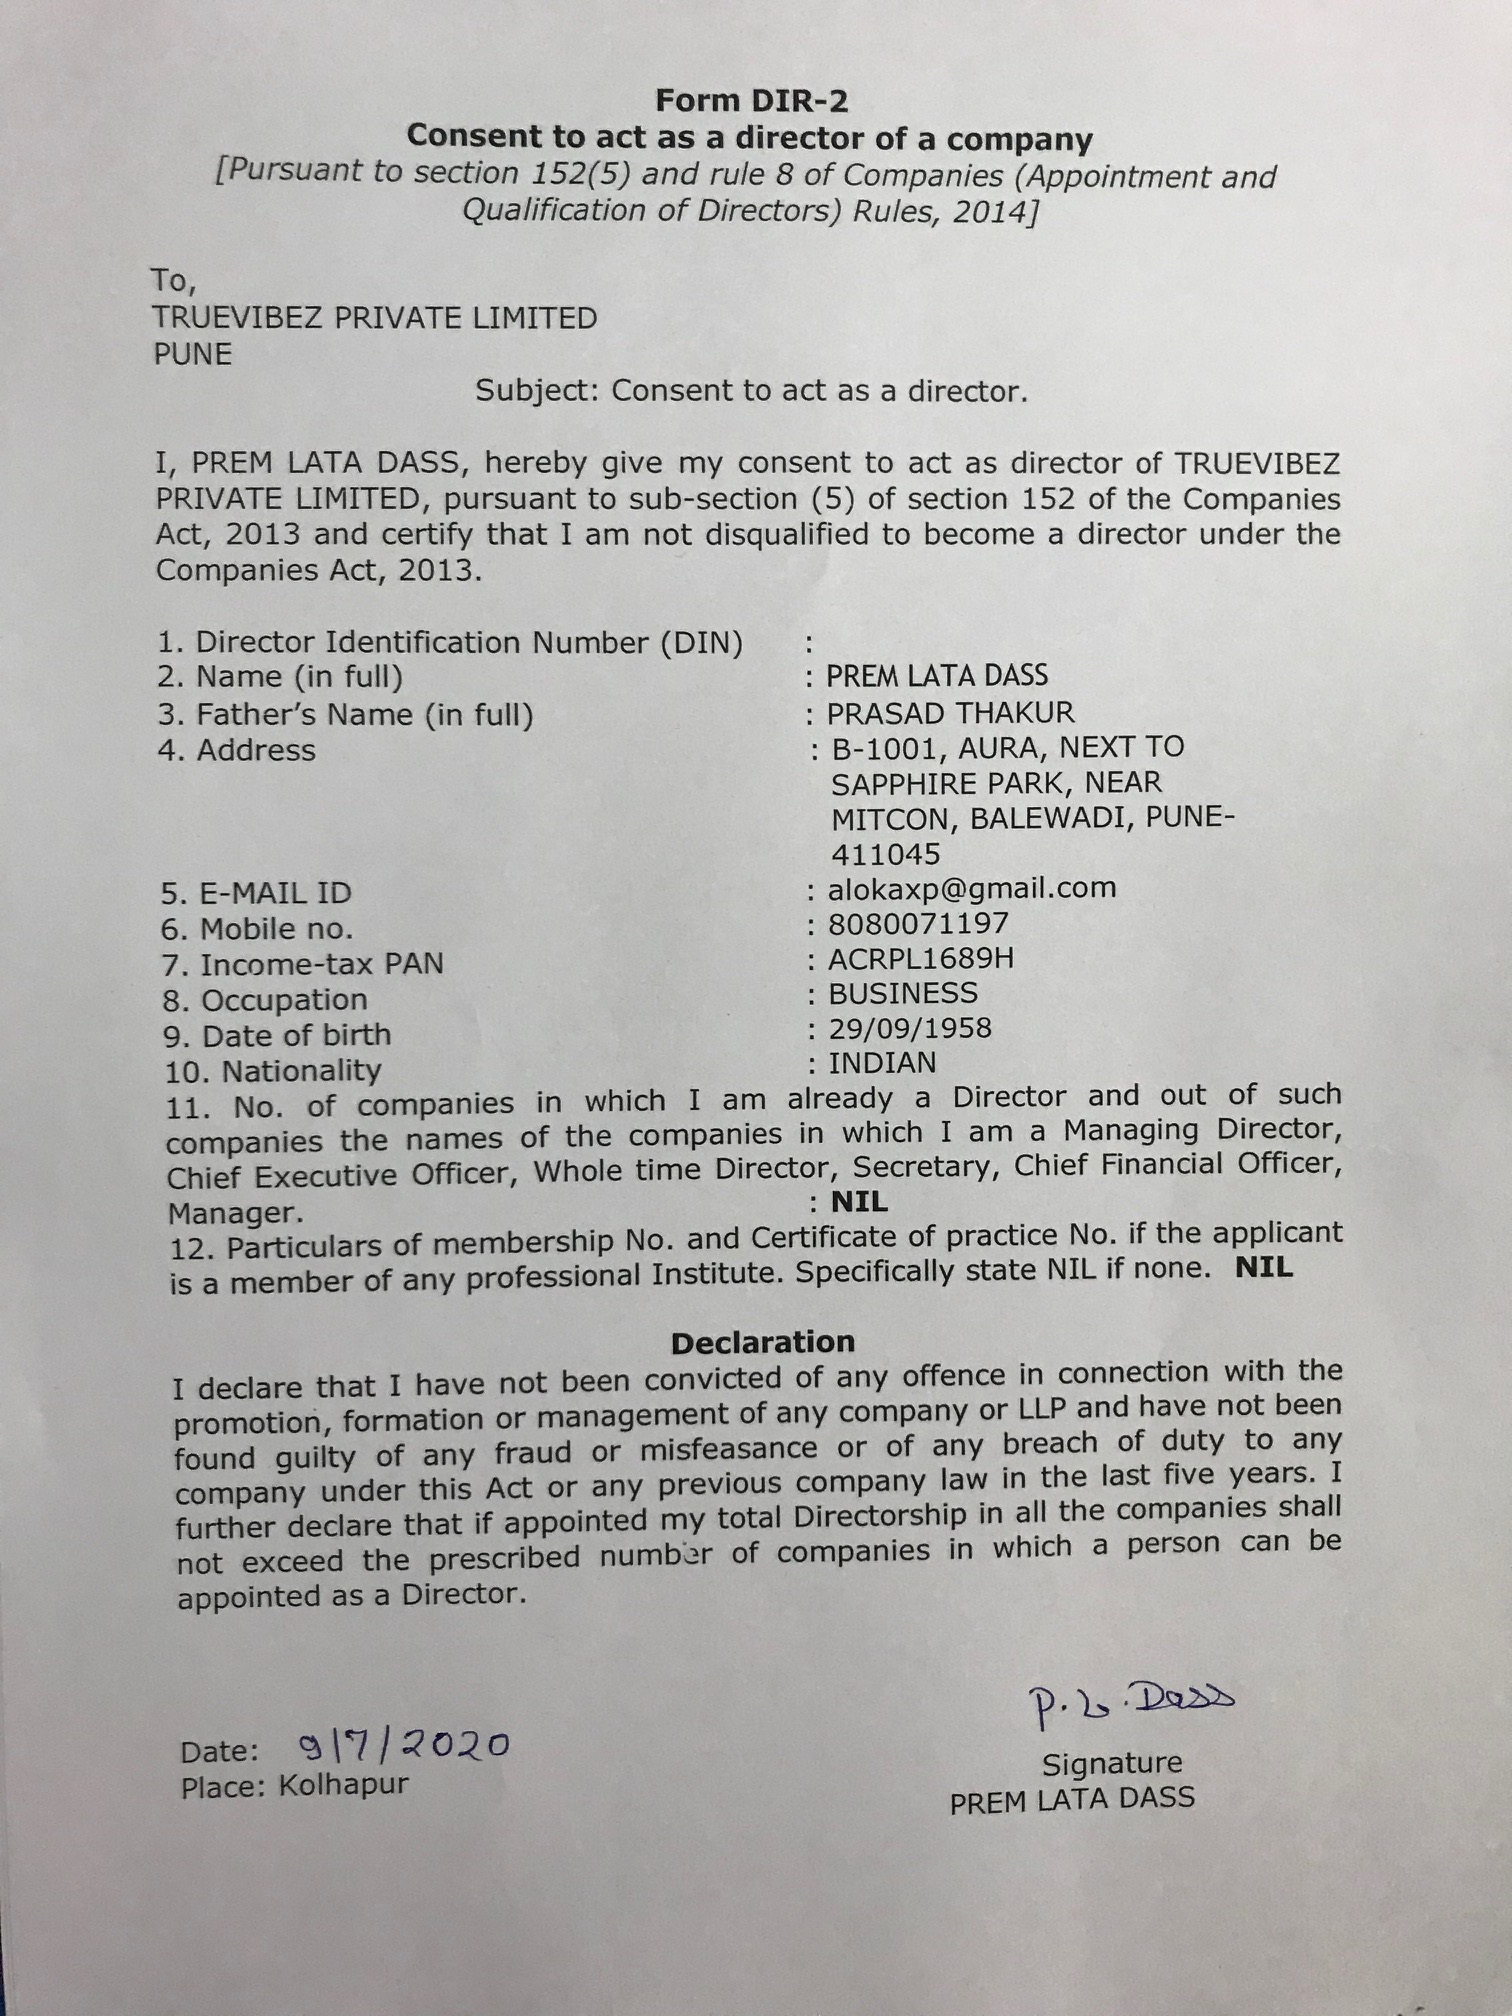 Form DIR-2
Consent to act as a director of a company
[Pursuant to section 152(5) and rule 8 of Companies (Appointment and
Qualification of Directors) Rules, 2014]
To,
TRUEVIBEZ PRIVATE LIMITED
PUNE
Subject: Consent to act as a director.
I, PREM LATA DASS, hereby give my consent to act as director of TRUEVIBEZ
PRIVATE LIMITED, pursuant to sub-section (5) of section 152 of the Companies
Act, 2013 and certify that I am not disqualified to become a director under the
Companies Act, 2013.
1. Director Identification Number (DIN) :
2. Name (in full) : PREM LATA DASS
3. Father's Name (in full) : PRASAD THAKUR
4. Address : B-1001, AURA, NEXT TO
SAPPHIRE PARK, NEAR
MITCON, BALEWADI, PUNE-
411045
5. E-MAIL ID : alokaxp@gmail.com
6. Mobile no. : 8080071197
7. Income-tax PAN : ACRPL1689H
8. Occupation : BUSINESS
9. Date of birth : 29/09/1958
10. Nationality : INDIAN
11. No. of companies in which I am already a Director and out of such
companies the names of the companies in which I am a Managing Director,
Chief Executive Officer, Whole time Director, Secretary, Chief Financial Officer,
Manager. : NIL
12. Particulars of membership No. and Certificate of practice No. if the applicant
is a member of any professional Institute. Specifically state NIL if none. NIL
Declaration
I declare that I have not been convicted of any offence in connection with the
promotion, formation or management of any company or LLP and have not been
found guilty of any fraud or misfeasance or of any breach of duty to any
company under this Act or any previous company law in the last five years. I
further declare that if appointed my total Directorship in all the companies shall
not exceed the prescribed number of companies in which a person can be
appointed as a Director.
P.L.Dass
Date: 9/7/2020
Signature
Place: Kolhapur
PREM LATA DASS